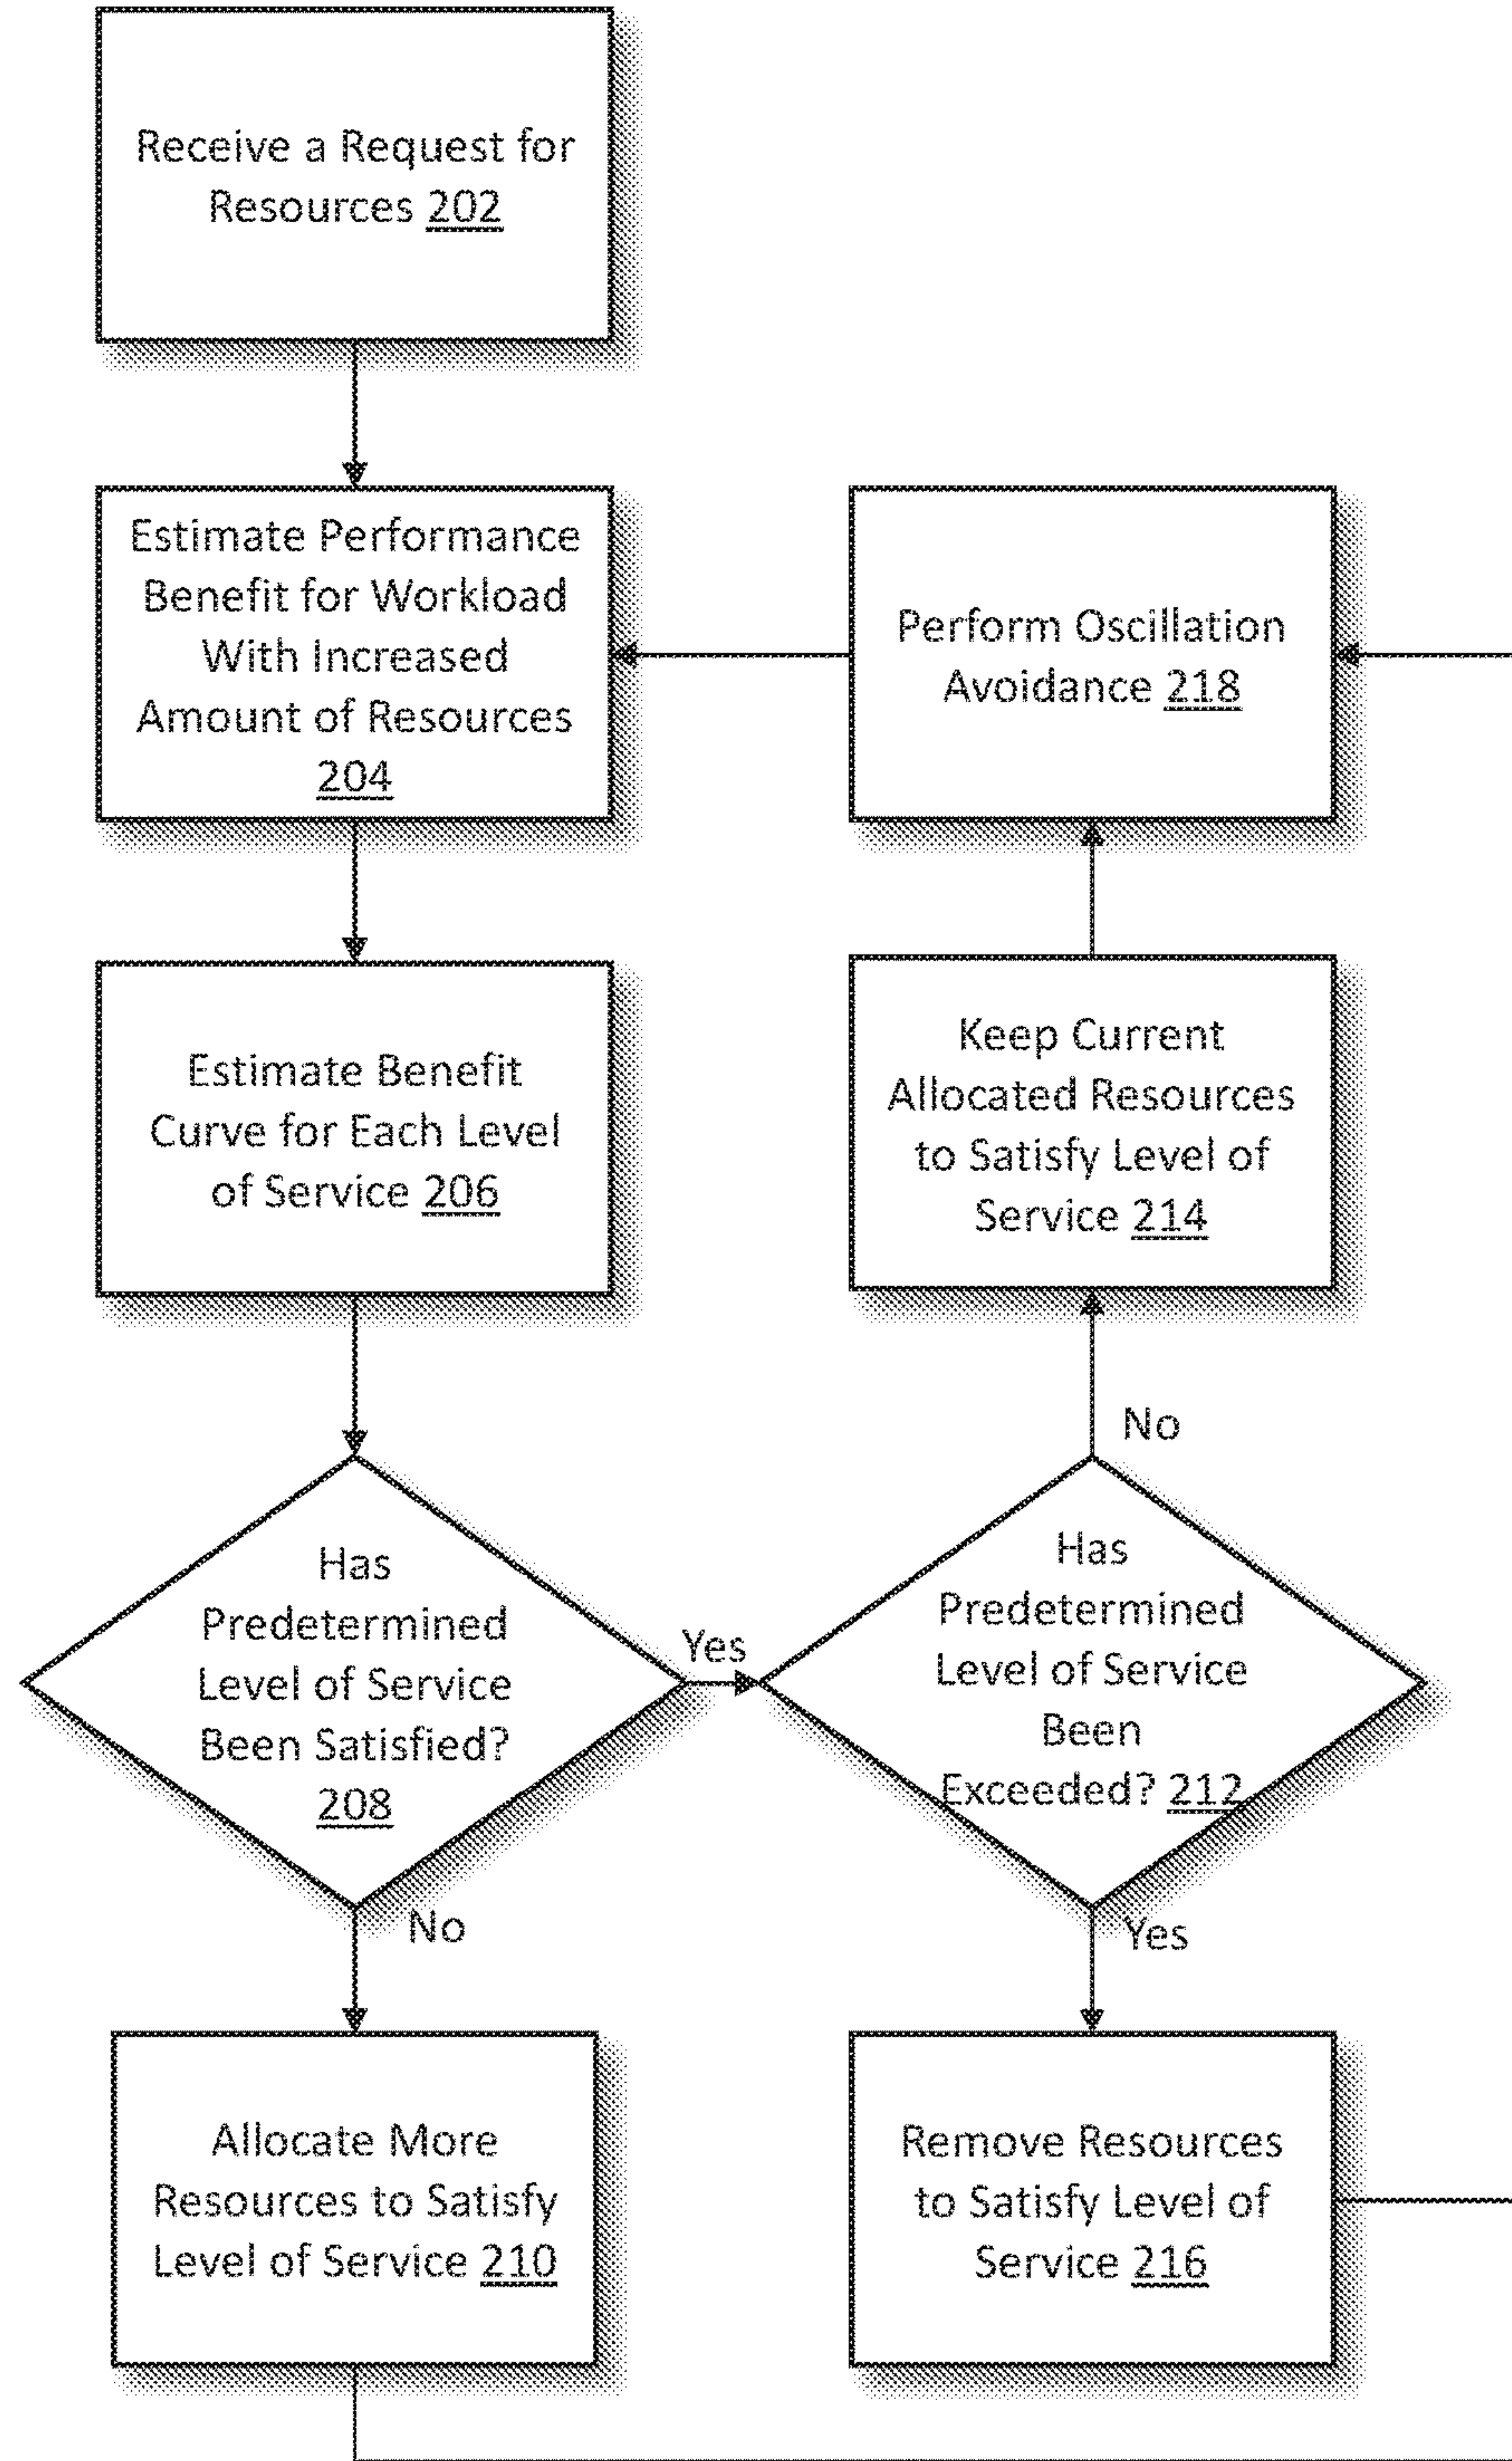 Receive a Request for
Resources 202
Estimate Performance
Benefit for Workload
With Increased
Amount of Resources
204
Perform Oscillation
Avoidance 218
Estimate Benefit
Curve for Each Level
of Service 206
Keep Current
Allocated Resources
to Satisfy Level of
Service 214
No
Has
Predetermined
Level of Service
Been Satisfied?
208
Yes
Has
Predetermined
Level of Service
Been
Exceeded? 212
No
Yes
Allocate More
Resources to Satisfy
Level of Service 210
Remove Resources
to Satisfy Level of
Service 216